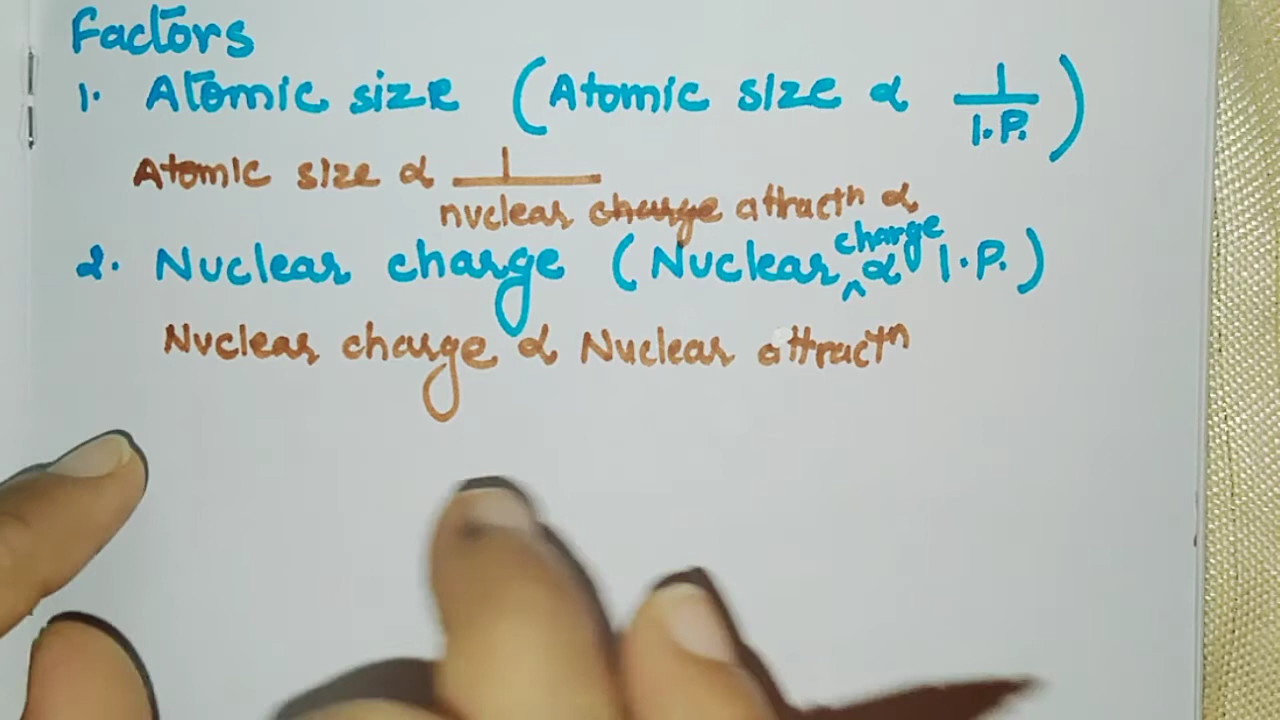 Factors
1. Atomic size (Atomic size ∝ 1/I.P.)
Atomic size ∝ 1/nuclear charge attractn ∝
2. Nuclear charge (Nuclear charge ∝ I.P.)
Nuclear charge ∝ Nuclear attractn